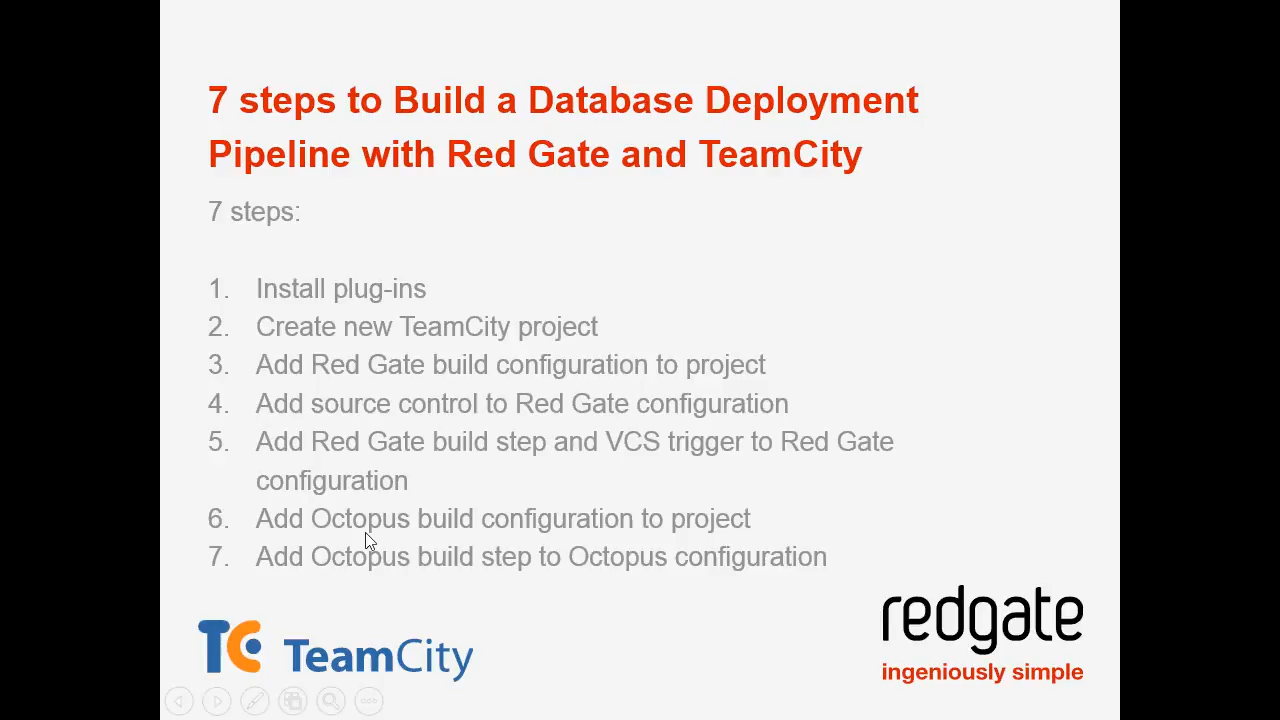 7 steps to Build a Database Deployment
Pipeline with Red Gate and TeamCity
7 steps:
1. Install plug-ins
2. Create new TeamCity project
3. Add Red Gate build configuration to project
4. Add source control to Red Gate configuration
5. Add Red Gate build step and VCS trigger to Red Gate
configuration
6. Add Octopus build configuration to project
7. Add Octopus build step to Octopus configuration
TC TeamCity
redgate
ingeniously simple